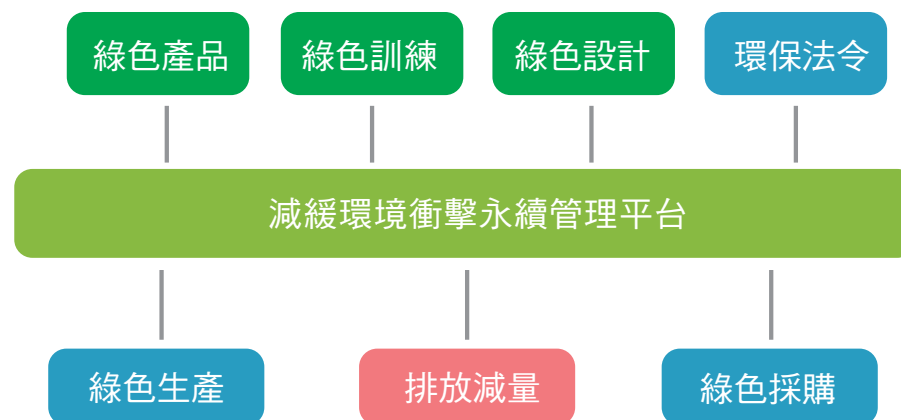 綠色產品
綠色訓練
綠色設計
環保法令
減緩環境衝擊永續管理平台
綠色生產
排放減量
綠色採購